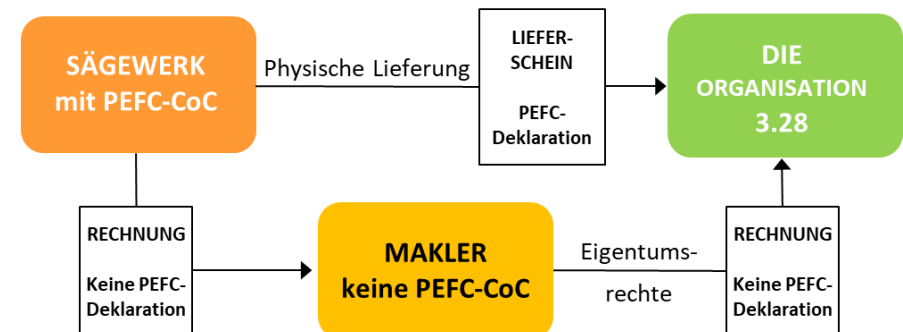 SÄGEWERK
mit PEFC-CoC
Physische Lieferung
LIEFER-
SCHEIN
PEFC-
Deklaration
DIE
ORGANISATION
3.28
RECHNUNG
Keine PEFC-
Deklaration
MAKLER
keine PEFC-CoC
Eigentums-
rechte
RECHNUNG
Keine PEFC-
Deklaration